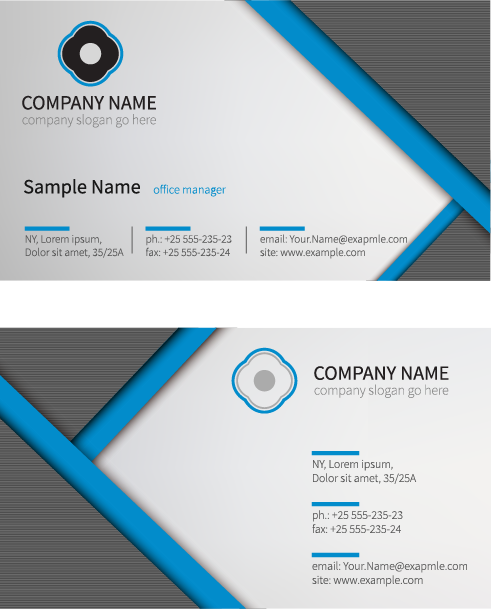 COMPANY NAME
company slogan go here
Sample Name office manager
NY, Lorem ipsum,
Dolor sit amet, 35/25A
ph.: +25 555-235-23
fax: +25 555-235-24
email: Your.Name@exapmle.com
site: www.example.com
COMPANY NAME
company slogan go here
NY, Lorem ipsum,
Dolor sit amet, 35/25A
ph.: +25 555-235-23
fax: +25 555-235-24
email: Your.Name@exapmle.com
site: www.example.com